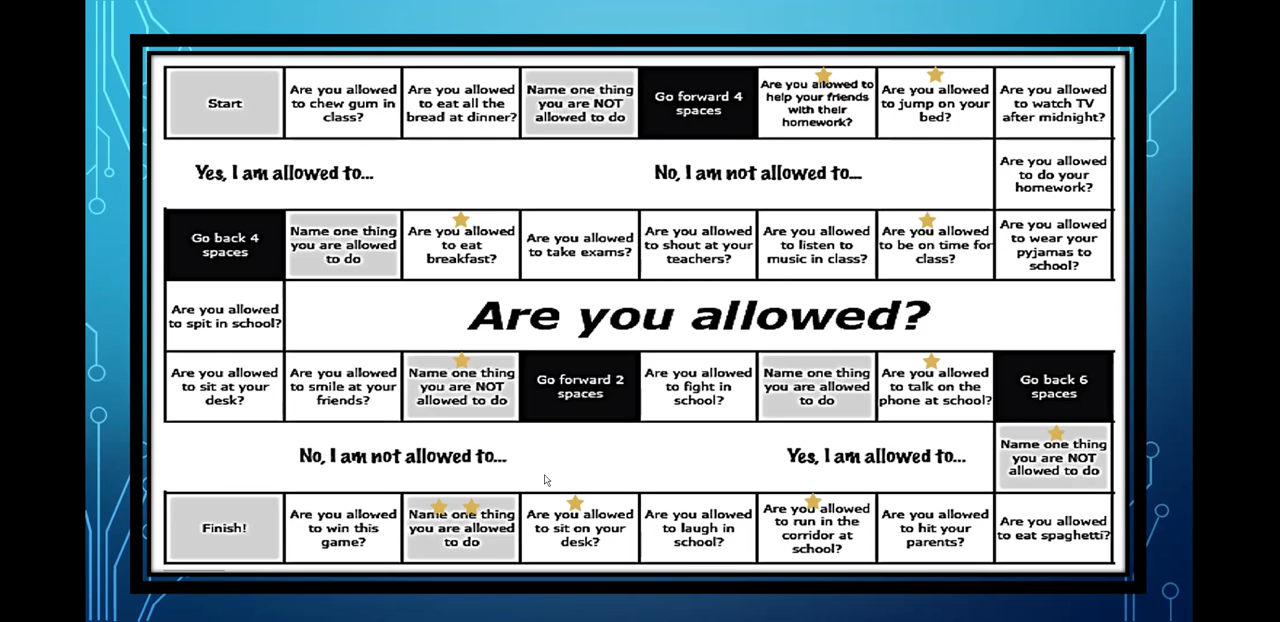 Start
Are you allowed
to chew gum in
class?
Are you allowed
to eat all the
bread at dinner?
Name one thing
you are NOT
allowed to do
Go forward 4
spaces
Are you allowed to
help your friends
with their
homework?
Are you allowed
to jump on your
bed?
Are you allowed
to watch TV
after midnight?
Yes, I am allowed to...
No, I am not allowed to...
Are you allowed
to do your
homework?
Go back 4
spaces
Name one thing
you are allowed
to do
Are you allowed
to eat
breakfast?
Are you allowed
to take exams?
Are you allowed
to shout at your
teachers?
Are you allowed
to listen to
music in class?
Are you allowed
to be on time for
class?
Are you allowed
to wear your
pyjamas to
school?
Are you allowed
to spit in school?
Are you allowed?
Are you allowed
to sit at your
desk?
Are you allowed
to smile at your
friends?
Name one thing
you are NOT
allowed to do
Go forward 2
spaces
Are you allowed
to fight in
school?
Name one thing
you are allowed
to do
Are you allowed
to talk on the
phone at school?
Go back 6
spaces
No, I am not allowed to...
Yes, I am allowed to...
Name one thing
you are NOT
allowed to do
Finish!
Are you allowed
to win this
game?
Name one thing
you are allowed
to do
Are you allowed
to sit on your
desk?
Are you allowed
to laugh in
school?
Are you allowed
to run in the
corridor at
school?
Are you allowed
to hit your
parents?
Are you allowed
to eat spaghetti?